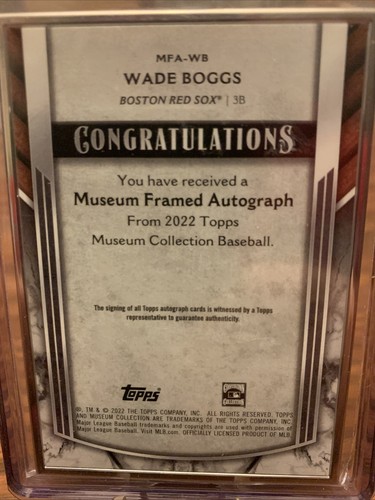 MFA-WB
WADE BOGGS
BOSTON RED SOX® | 3B
CONGRATULATIONS
You have received a
Museum Framed Autograph
From 2022 Topps
Museum Collection Baseball.
The signing of all Topps autograph cards is witnessed by a Topps
representative to guarantee authenticity.
Topps
®, TM & © 2022 THE TOPPS COMPANY, INC. ALL RIGHTS RESERVED. TOPPS
AND MUSEUM COLLECTION ARE TRADEMARKS OF THE TOPPS COMPANY, INC.
Major League Baseball trademarks and copyrights are used with permission of
Major League Baseball. Visit MLB.com. OFFICIALLY LICENSED PRODUCT OF MLB.